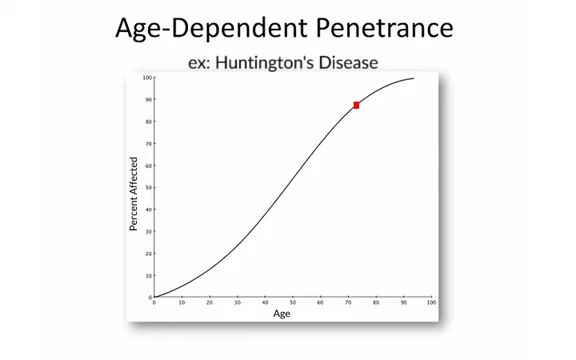 Age-Dependent Penetrance
ex: Huntington's Disease
100
90
80
70
60
50
40
30
20
10
0
Percent Affected
0 10 20 30 40 50 60 70 80 90 100
Age